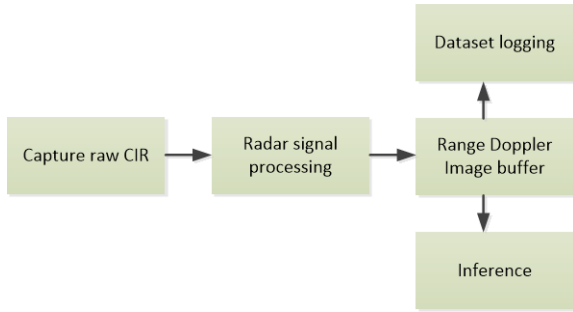 Dataset logging
Capture raw CIR
Radar signal
processing
Range Doppler
Image buffer
Inference